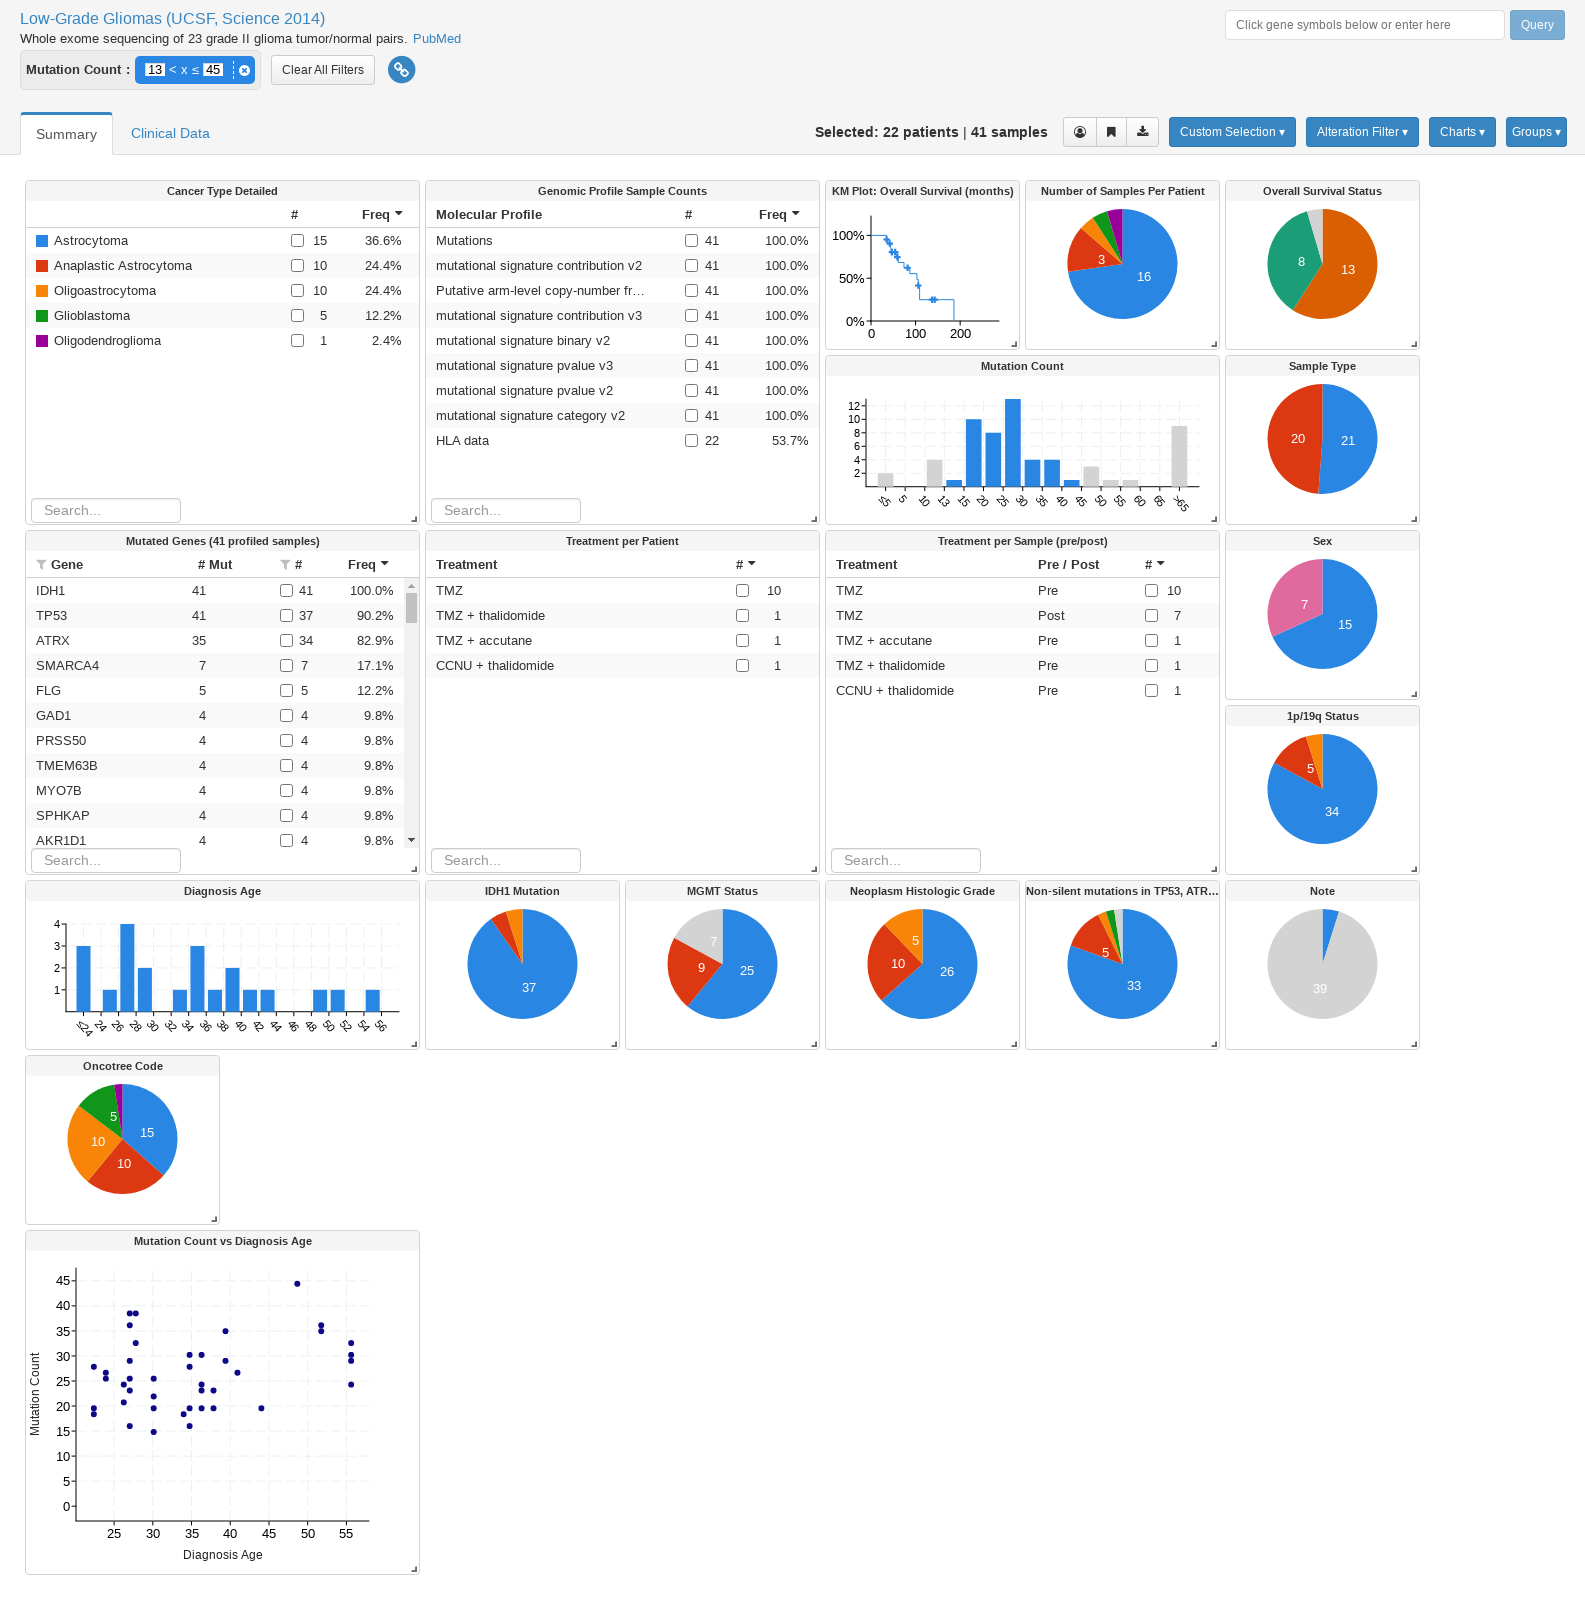 Low-Grade Gliomas (UCSF, Science 2014)
Whole exome sequencing of 23 grade II glioma tumor/normal pairs. PubMed
Click gene symbols below or enter here Query
Mutation Count : 13 < x ≤ 45 Clear All Filters
Summary Clinical Data Selected: 22 patients | 41 samples Custom Selection ▾ Alteration Filter ▾ Charts ▾ Groups ▾
Cancer Type Detailed
# Freq
Astrocytoma 15 36.6%
Anaplastic Astrocytoma 10 24.4%
Oligoastrocytoma 10 24.4%
Glioblastoma 5 12.2%
Oligodendroglioma 1 2.4%
Search...
Genomic Profile Sample Counts
Molecular Profile # Freq
Mutations 41 100.0%
mutational signature contribution v2 41 100.0%
Putative arm-level copy-number fr… 41 100.0%
mutational signature contribution v3 41 100.0%
mutational signature binary v2 41 100.0%
mutational signature pvalue v3 41 100.0%
mutational signature pvalue v2 41 100.0%
mutational signature category v2 41 100.0%
HLA data 22 53.7%
Search...
KM Plot: Overall Survival (months)
100%
50%
0%
0 100 200
Number of Samples Per Patient
3
16
Overall Survival Status
8
13
Mutation Count
12
10
8
6
4
2
≤5 5 10 13 15 20 25 30 35 40 45 50 55 60 65 >65
Sample Type
20 21
Mutated Genes (41 profiled samples)
Gene # Mut # Freq
IDH1 41 41 100.0%
TP53 41 37 90.2%
ATRX 35 34 82.9%
SMARCA4 7 7 17.1%
FLG 5 5 12.2%
GAD1 4 4 9.8%
PRSS50 4 4 9.8%
TMEM63B 4 4 9.8%
MYO7B 4 4 9.8%
SPHKAP 4 4 9.8%
AKR1D1 4 4 9.8%
Search...
Treatment per Patient
Treatment #
TMZ 10
TMZ + thalidomide 1
TMZ + accutane 1
CCNU + thalidomide 1
Search...
Treatment per Sample (pre/post)
Treatment Pre / Post #
TMZ Pre 10
TMZ Post 7
TMZ + accutane Pre 1
TMZ + thalidomide Pre 1
CCNU + thalidomide Pre 1
Search...
Sex
7
15
1p/19q Status
5
34
Diagnosis Age
4
3
2
1
≤24 24 26 28 30 32 34 36 38 40 42 44 46 48 50 52 54 56
IDH1 Mutation
37
MGMT Status
7
9 25
Neoplasm Histologic Grade
5
10 26
Non-silent mutations in TP53, ATR…
5
33
Note
39
Oncotree Code
5
15
10
10
Mutation Count vs Diagnosis Age
Mutation Count
45
40
35
30
25
20
15
10
5
0
25 30 35 40 45 50 55
Diagnosis Age